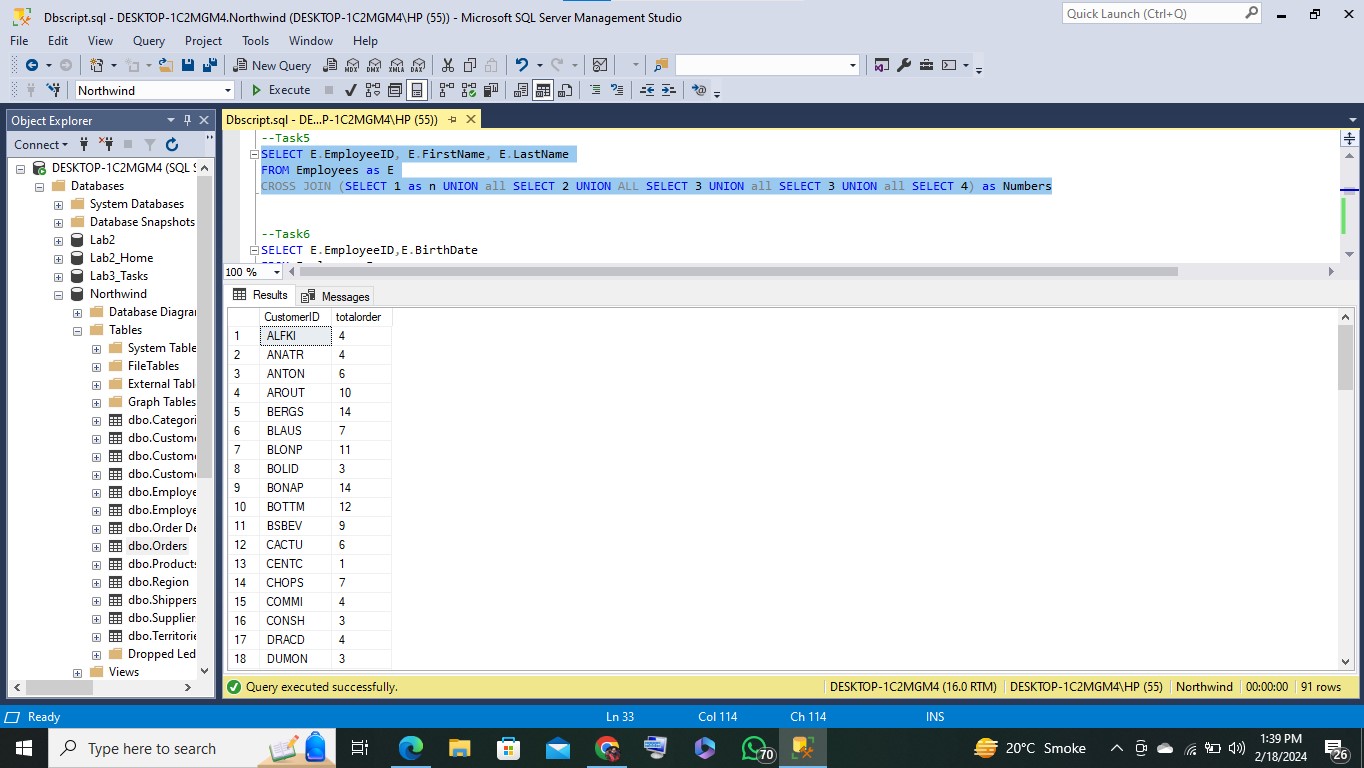 Dbscript.sql - DESKTOP-1C2MGM4.Northwind (DESKTOP-1C2MGM4\HP (55)) - Microsoft SQL Server Management Studio
Quick Launch (Ctrl+Q)
File Edit View Query Project Tools Window Help
New Query MDX DMX XMLA DAX
Northwind Execute
Object Explorer
Connect
DESKTOP-1C2MGM4 (SQL S
Databases
System Databases
Database Snapshots
Lab2
Lab2_Home
Lab3_Tasks
Northwind
Database Diagra
Tables
System Table
FileTables
External Tabl
Graph Tables
dbo.Categori
dbo.Custome
dbo.Custome
dbo.Custome
dbo.Employe
dbo.Employe
dbo.Order De
dbo.Orders
dbo.Products
dbo.Region
dbo.Shippers
dbo.Supplier
dbo.Territorie
Dropped Led
Views
Dbscript.sql - DE...P-1C2MGM4\HP (55))
--Task5
SELECT E.EmployeeID, E.FirstName, E.LastName
FROM Employees as E
CROSS JOIN (SELECT 1 as n UNION all SELECT 2 UNION ALL SELECT 3 UNION all SELECT 3 UNION all SELECT 4) as Numbers
--Task6
SELECT E.EmployeeID,E.BirthDate
100 %
Results Messages
CustomerID totalorder
1 ALFKI 4
2 ANATR 4
3 ANTON 6
4 AROUT 10
5 BERGS 14
6 BLAUS 7
7 BLONP 11
8 BOLID 3
9 BONAP 14
10 BOTTM 12
11 BSBEV 9
12 CACTU 6
13 CENTC 1
14 CHOPS 7
15 COMMI 4
16 CONSH 3
17 DRACD 4
18 DUMON 3
Query executed successfully. DESKTOP-1C2MGM4 (16.0 RTM) DESKTOP-1C2MGM4\HP (55) Northwind 00:00:00 91 rows
Ready Ln 33 Col 114 Ch 114 INS
Type here to search 70 20°C Smoke 1:39 PM
2/18/2024 26